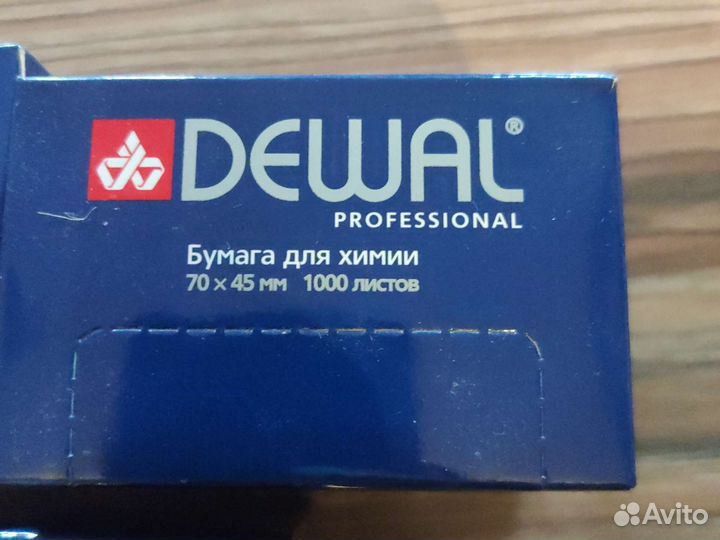 DEWAL®
PROFESSIONAL
Бумага для химии
70 x 45 мм 1000 листов
Avito